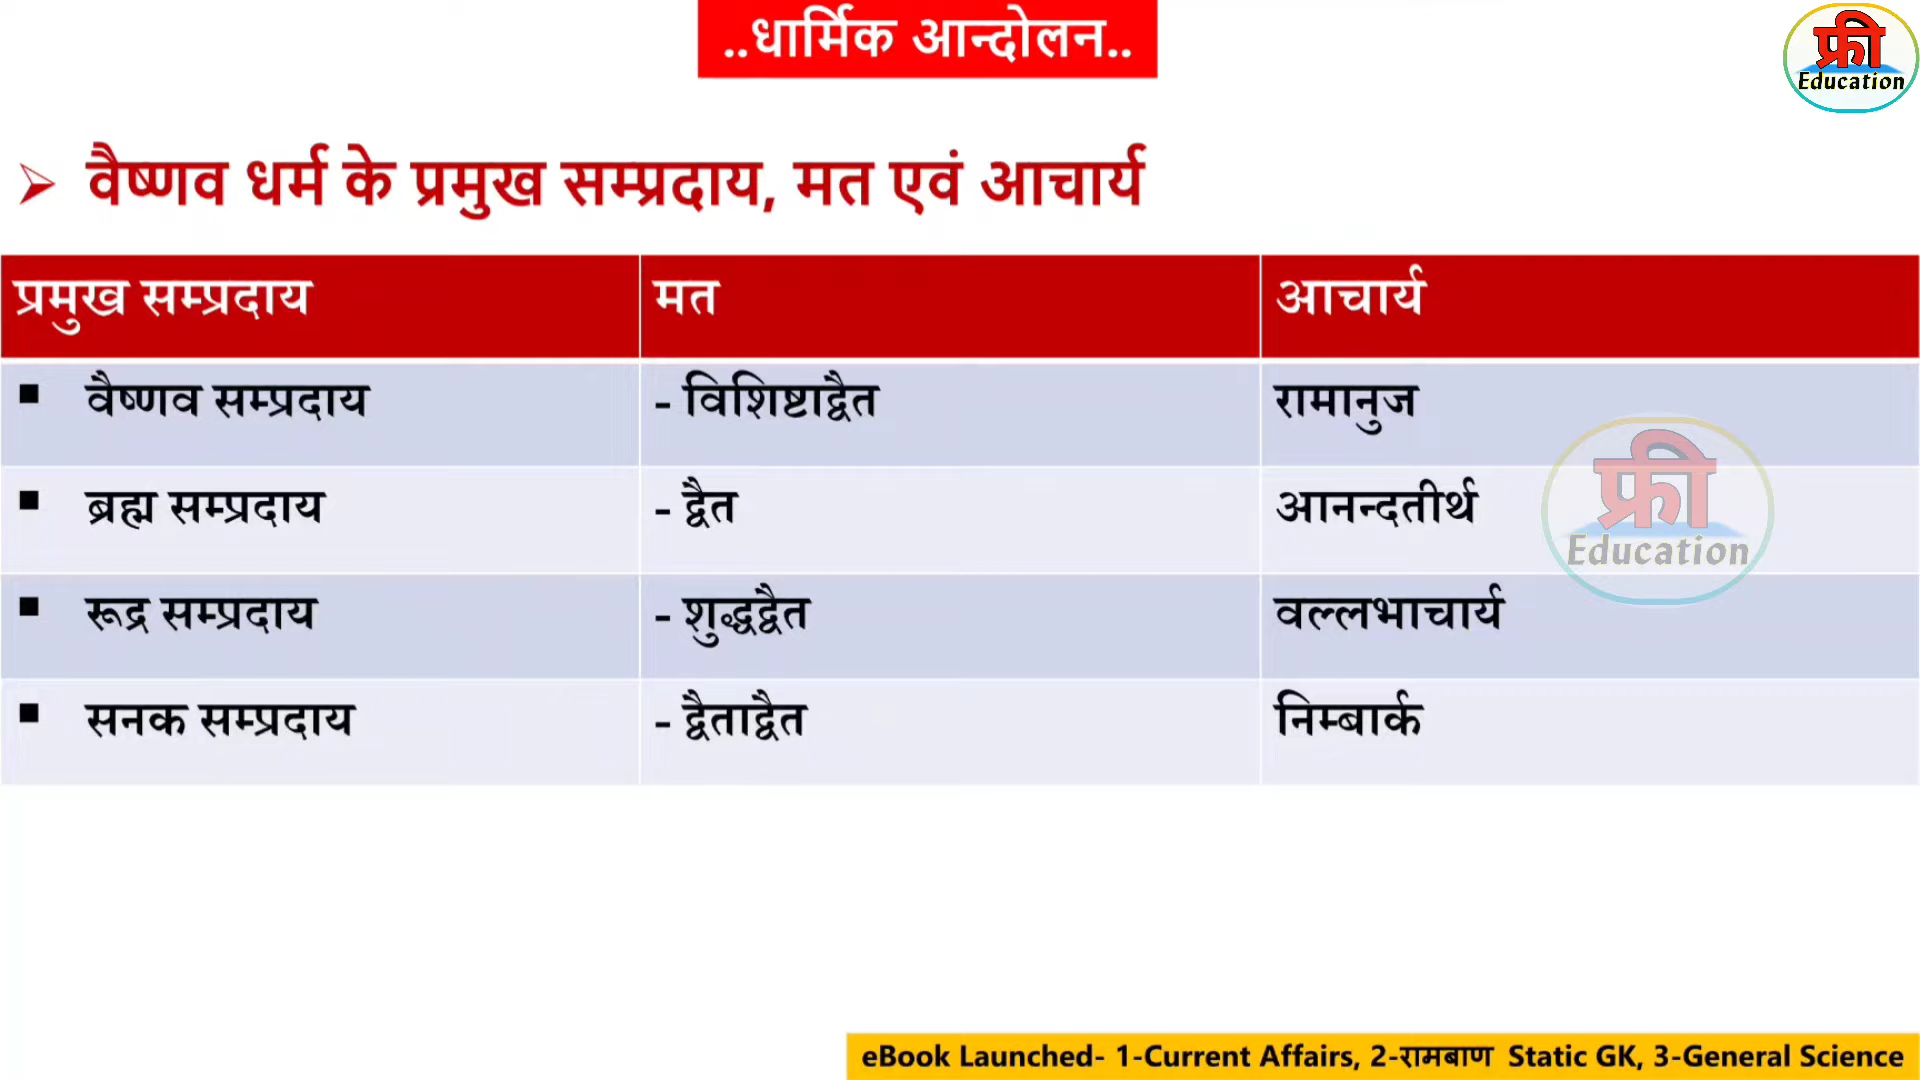 ..धार्मिक आन्दोलन..
फ्री
Education
वैष्णव धर्म के प्रमुख सम्प्रदाय, मत एवं आचार्य
प्रमुख सम्प्रदाय मत आचार्य
वैष्णव सम्प्रदाय - विशिष्टाद्वैत रामानुज
ब्रह्म सम्प्रदाय - द्वैत आनन्दतीर्थ
फ्री
Education
रूद्र सम्प्रदाय - शुद्धद्वैत वल्लभाचार्य
सनक सम्प्रदाय - द्वैताद्वैत निम्बार्क
eBook Launched- 1-Current Affairs, 2-रामबाण Static GK, 3-General Science